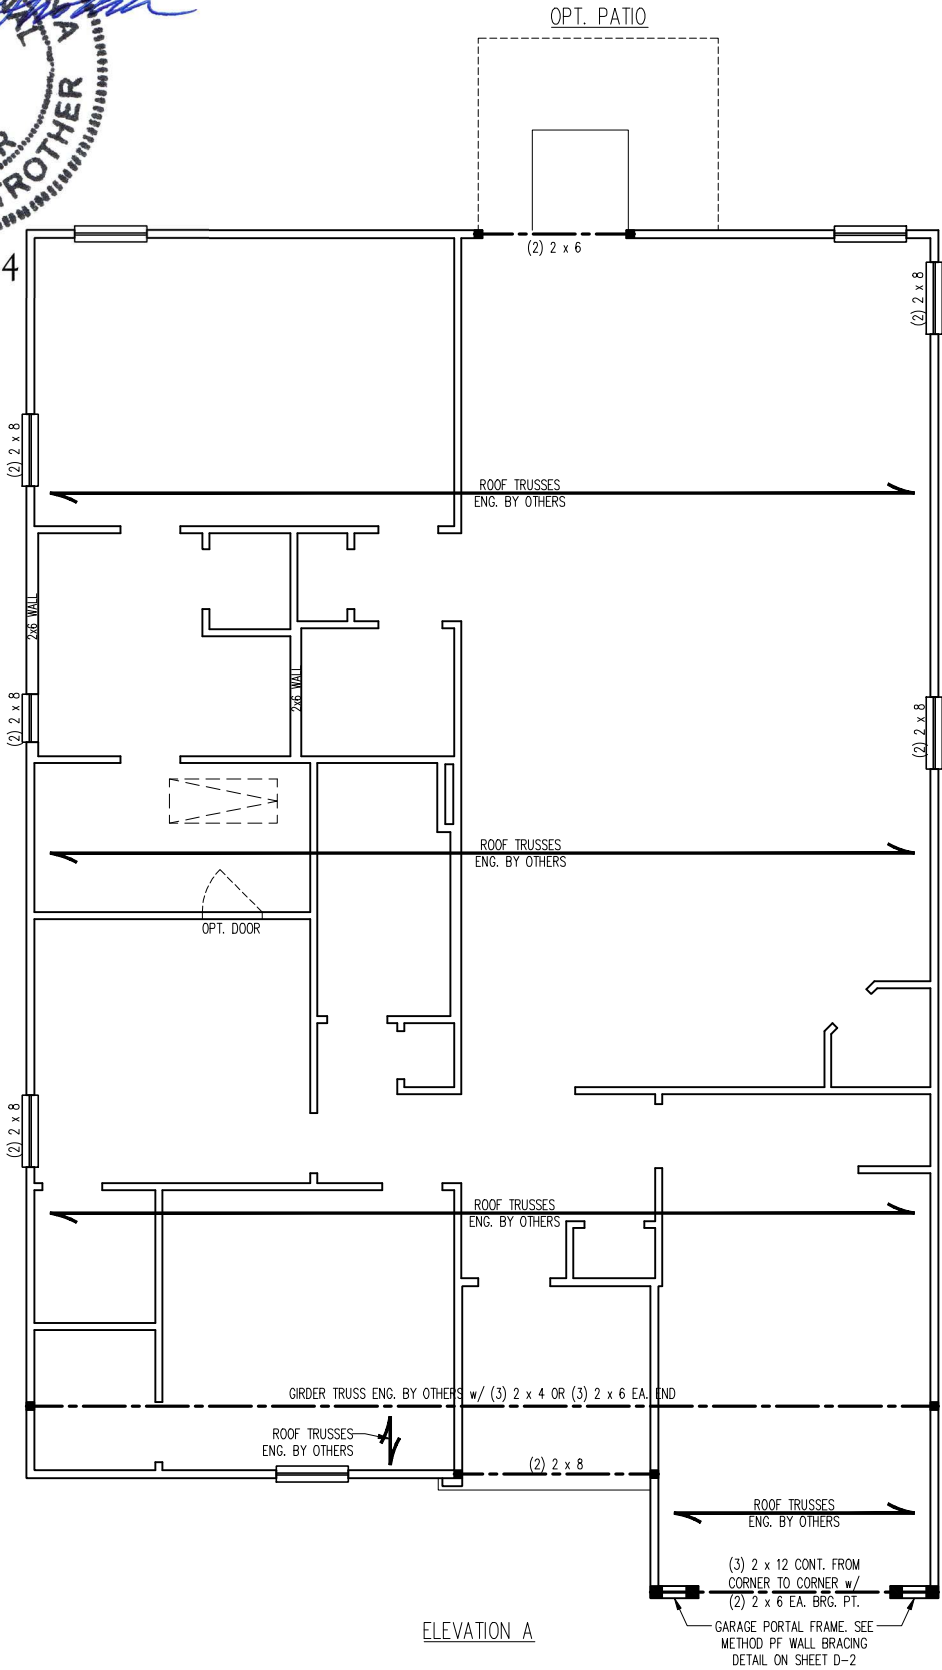 OPT. PATIO
ROTHER
4
(2) 2 x 6
(2) 2 x 8
(2) 2 x 8
ROOF TRUSSES
ENG. BY OTHERS
2x6 WALL
2x6 WALL
(2) 2 x 8
(2) 2 x 8
ROOF TRUSSES
ENG. BY OTHERS
OPT. DOOR
(2) 2 x 8
ROOF TRUSSES
ENG. BY OTHERS
GIRDER TRUSS ENG. BY OTHERS w/ (3) 2 x 4 OR (3) 2 x 6 EA. END
ROOF TRUSSES
ENG. BY OTHERS
(2) 2 x 8
ROOF TRUSSES
ENG. BY OTHERS
(3) 2 x 12 CONT. FROM
CORNER TO CORNER w/
(2) 2 x 6 EA. BRG. PT.
GARAGE PORTAL FRAME. SEE
METHOD PF WALL BRACING
DETAIL ON SHEET D-2
ELEVATION A